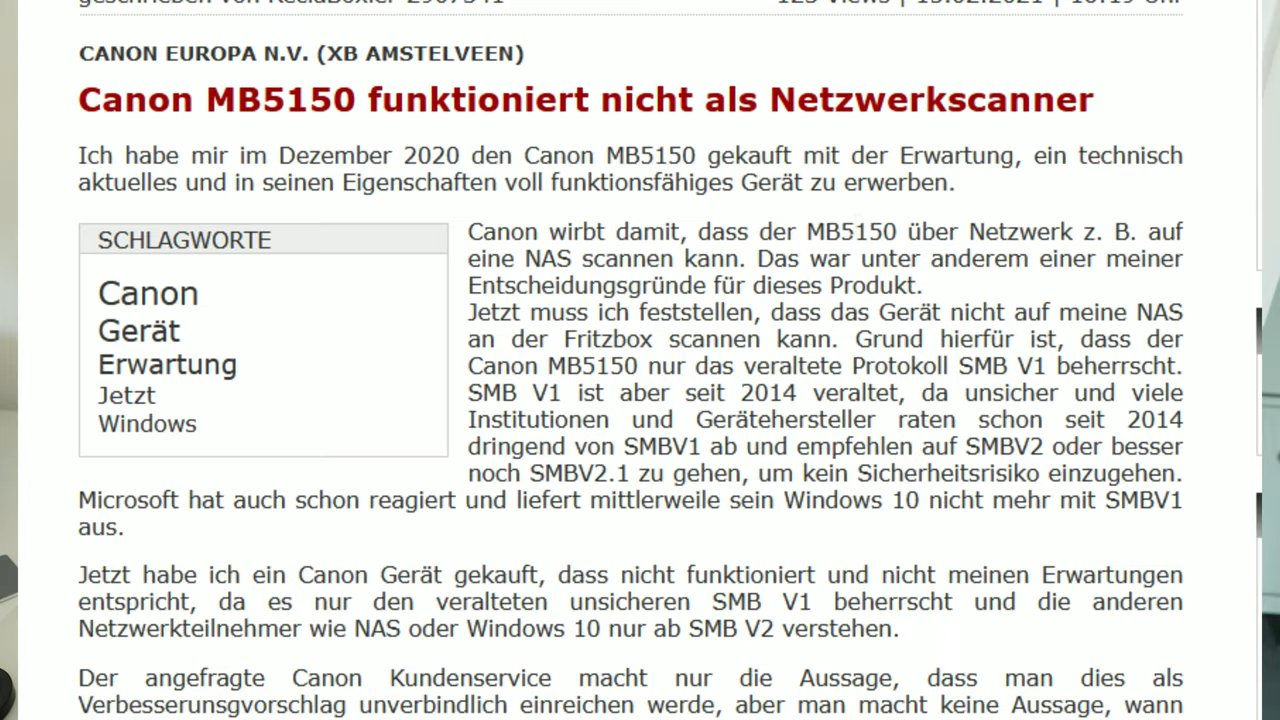 CANON EUROPA N.V. (XB AMSTELVEEN)
Canon MB5150 funktioniert nicht als Netzwerkscanner
Ich habe mir im Dezember 2020 den Canon MB5150 gekauft mit der Erwartung, ein technisch
aktuelles und in seinen Eigenschaften voll funktionsfähiges Gerät zu erwerben.
SCHLAGWORTE
Canon
Gerät
Erwartung
Jetzt
Windows
Canon wirbt damit, dass der MB5150 über Netzwerk z. B. auf
eine NAS scannen kann. Das war unter anderem einer meiner
Entscheidungsgründe für dieses Produkt.
Jetzt muss ich feststellen, dass das Gerät nicht auf meine NAS
an der Fritzbox scannen kann. Grund hierfür ist, dass der
Canon MB5150 nur das veraltete Protokoll SMB V1 beherrscht.
SMB V1 ist aber seit 2014 veraltet, da unsicher und viele
Institutionen und Gerätehersteller raten schon seit 2014
dringend von SMBV1 ab und empfehlen auf SMBV2 oder besser
noch SMBV2.1 zu gehen, um kein Sicherheitsrisiko einzugehen.
Microsoft hat auch schon reagiert und liefert mittlerweile sein Windows 10 nicht mehr mit SMBV1
aus.
Jetzt habe ich ein Canon Gerät gekauft, dass nicht funktioniert und nicht meinen Erwartungen
entspricht, da es nur den veralteten unsicheren SMB V1 beherrscht und die anderen
Netzwerkteilnehmer wie NAS oder Windows 10 nur ab SMB V2 verstehen.
Der angefragte Canon Kundenservice macht nur die Aussage, dass man dies als
Verbesserunsgvorschlag unverbindlich einreichen werde, aber man macht keine Aussage, wann